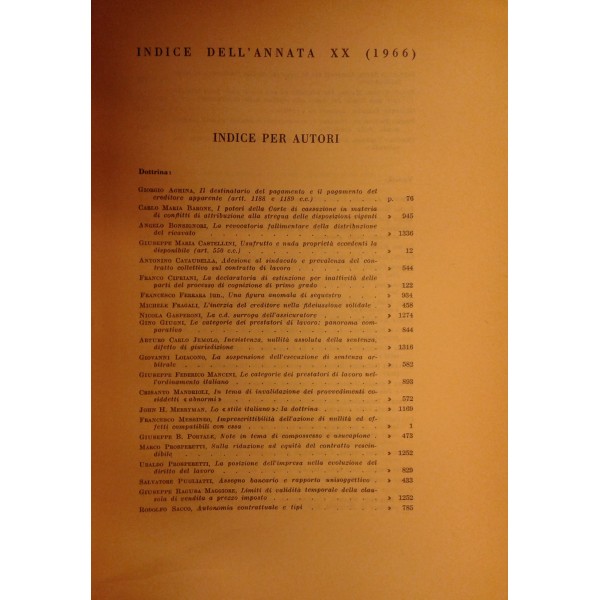 INDICE DELL'ANNATA XX (1966)
INDICE PER AUTORI
Dottrina:
GIORGIO Il destinatario del pagamento e il pagamento del
creditore apparente (artt. 1188 e 1189 c.c.) p. 76
CARLO MARIA BARONE, I poteri della Corte di cassazione in materia
di conflitti di attribuzione alla stregua delle disposizioni vigenti » 945
ANGELO BONSIGNORI, La revocatoria fallimentare della distribuzione
del ricavato » 1336
GIUSEPPE MARIA CASTELLINI, Usufrutto e nuda proprietà eccedenti la
disponibile (art. 550 c.c.) » 12
ANTONINO CATAUDELLA, Adesione al sindacato e prevalenza del con-
tratto collettivo sul contratto di lavoro » 544
FRANCO CIPRIANI, La declaratoria di estinzione per inattività delle
parti del processo di cognizione di primo grado » 122
FRANCESCO FERRARA JUN., Una figura anomala di sequestro » 864
MICHELE FRAGALI, L'inerzia del creditore nella fideiussione solidale » 458
NICOLA GASPERONI, La c.d. surroga dell'assicuratore » 1274
GINO GIUGNI, Le categorie dei prestatori di lavoro: panorama com-
parativo » 844
ARTURO CARLO JEMOLO, Inesistenza, nullità assoluta della sentenza,
difetto di giurisdizione » 1316
GIOVANNI LOIACONO, La sospensione dell'esecuzione di sentenza ar-
bitrale » 582
GIUSEPPE FEDERICO MANCINI, Le categorie dei prestatori di lavoro nel-
l'ordinamento italiano » 893
CRISANTO MANDRIOLI, In tema di invalidazione dei provvedimenti co-
siddetti «abnormi» » 572
JOHN H. MERRYMAN, Lo «stile italiano»: la dottrina » 1169
FRANCESCO MESSINEO, Imprescrittibilità dell'azione di nullità ed ef-
fetti compatibili con essa » 1
GIUSEPPE B. PORTALE, Note in tema di compossesso e usucapione » 473
MARCO PROSPERETTI, Sulla riduzione ad equità del contratto rescin-
dibile » 1252
UBALDO PROSPERETTI, La posizione dell'impresa nella evoluzione del
diritto del lavoro » 829
SALVATORE PUGLIATTI, Assegno bancario e rapporto unisoggettivo » 433
GIUSEPPE RAGUSA MAGGIORE, Limiti di validità temporale della clau-
sola di vendita a prezzo imposto » 1252
RODOLFO SACCO, Autonomia contrattuale e tipi » 785